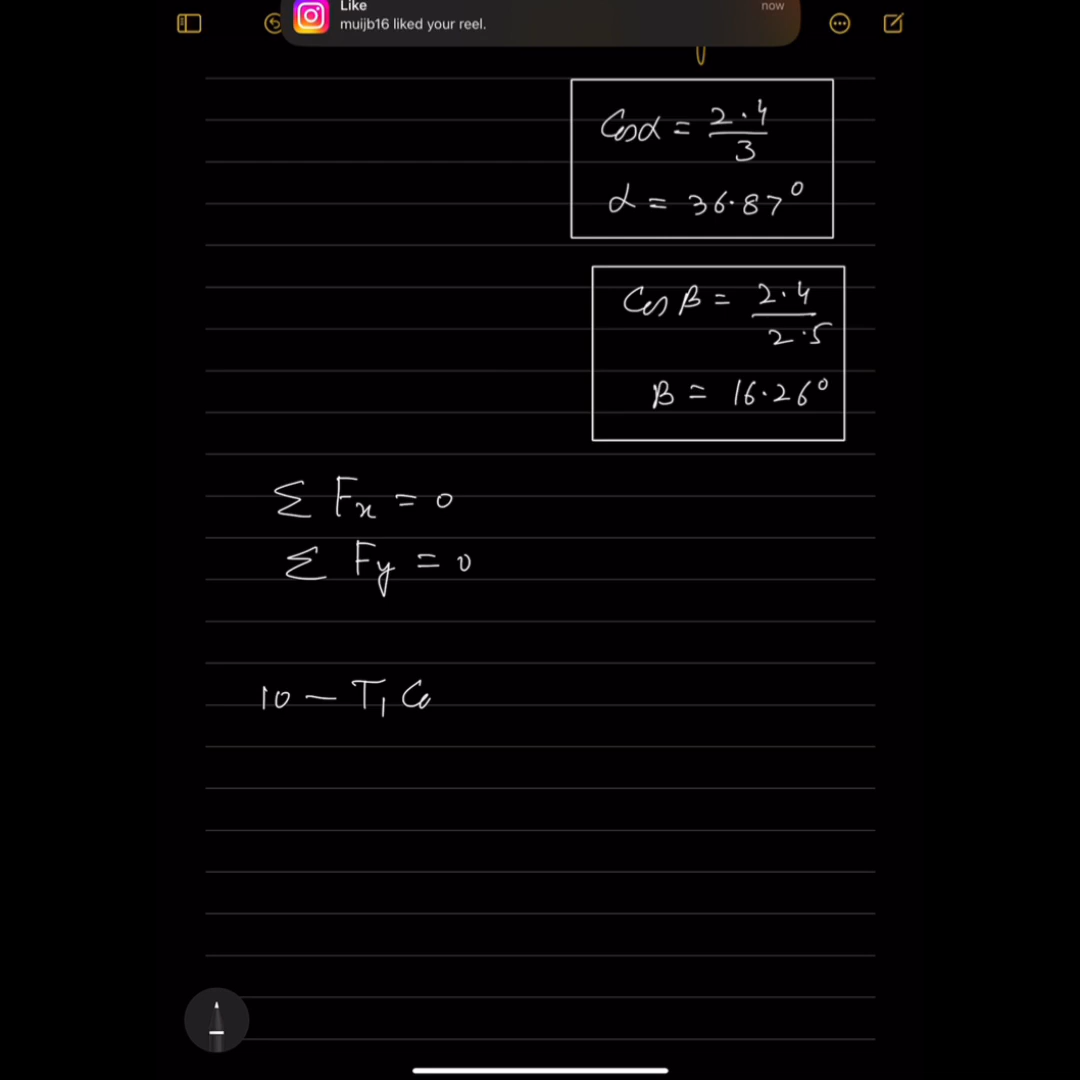 Like
now
muijb16 liked your reel.
Cosα = 2.4/3
α = 36.87°
Cos β = 2.4/2.5
β = 16.26°
Σ Fx = 0
Σ Fy = 0
10 - T₁ Co